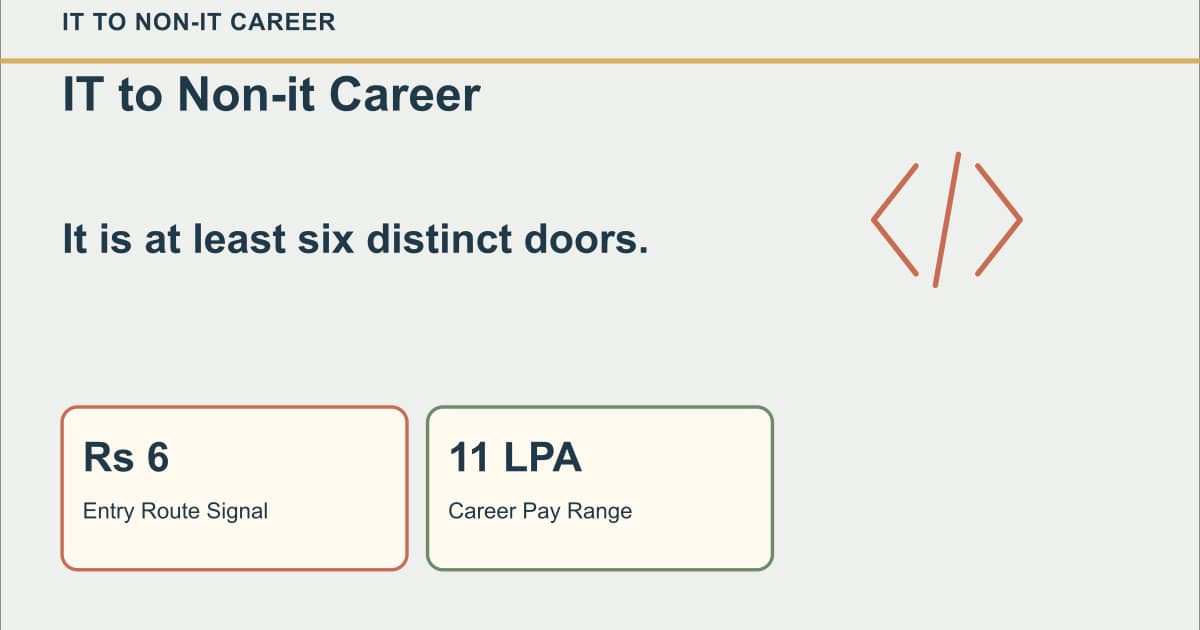 IT TO NON-IT CAREER
IT to Non-it Career
It is at least six distinct doors.
Rs 6
Entry Route Signal
11 LPA
Career Pay Range